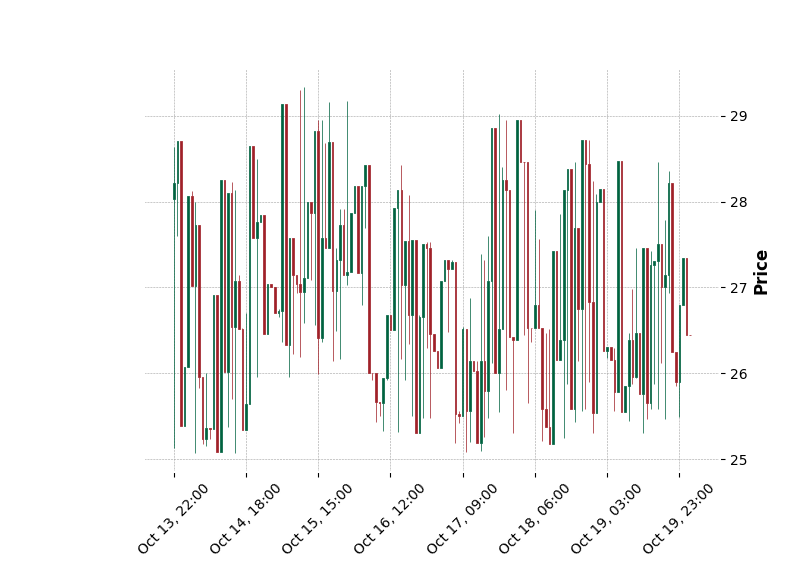 29
28
27
26
25
Price
Oct 13, 22:00
Oct 14, 18:00
Oct 15, 15:00
Oct 16, 12:00
Oct 17, 09:00
Oct 18, 06:00
Oct 19, 03:00
Oct 19, 23:00